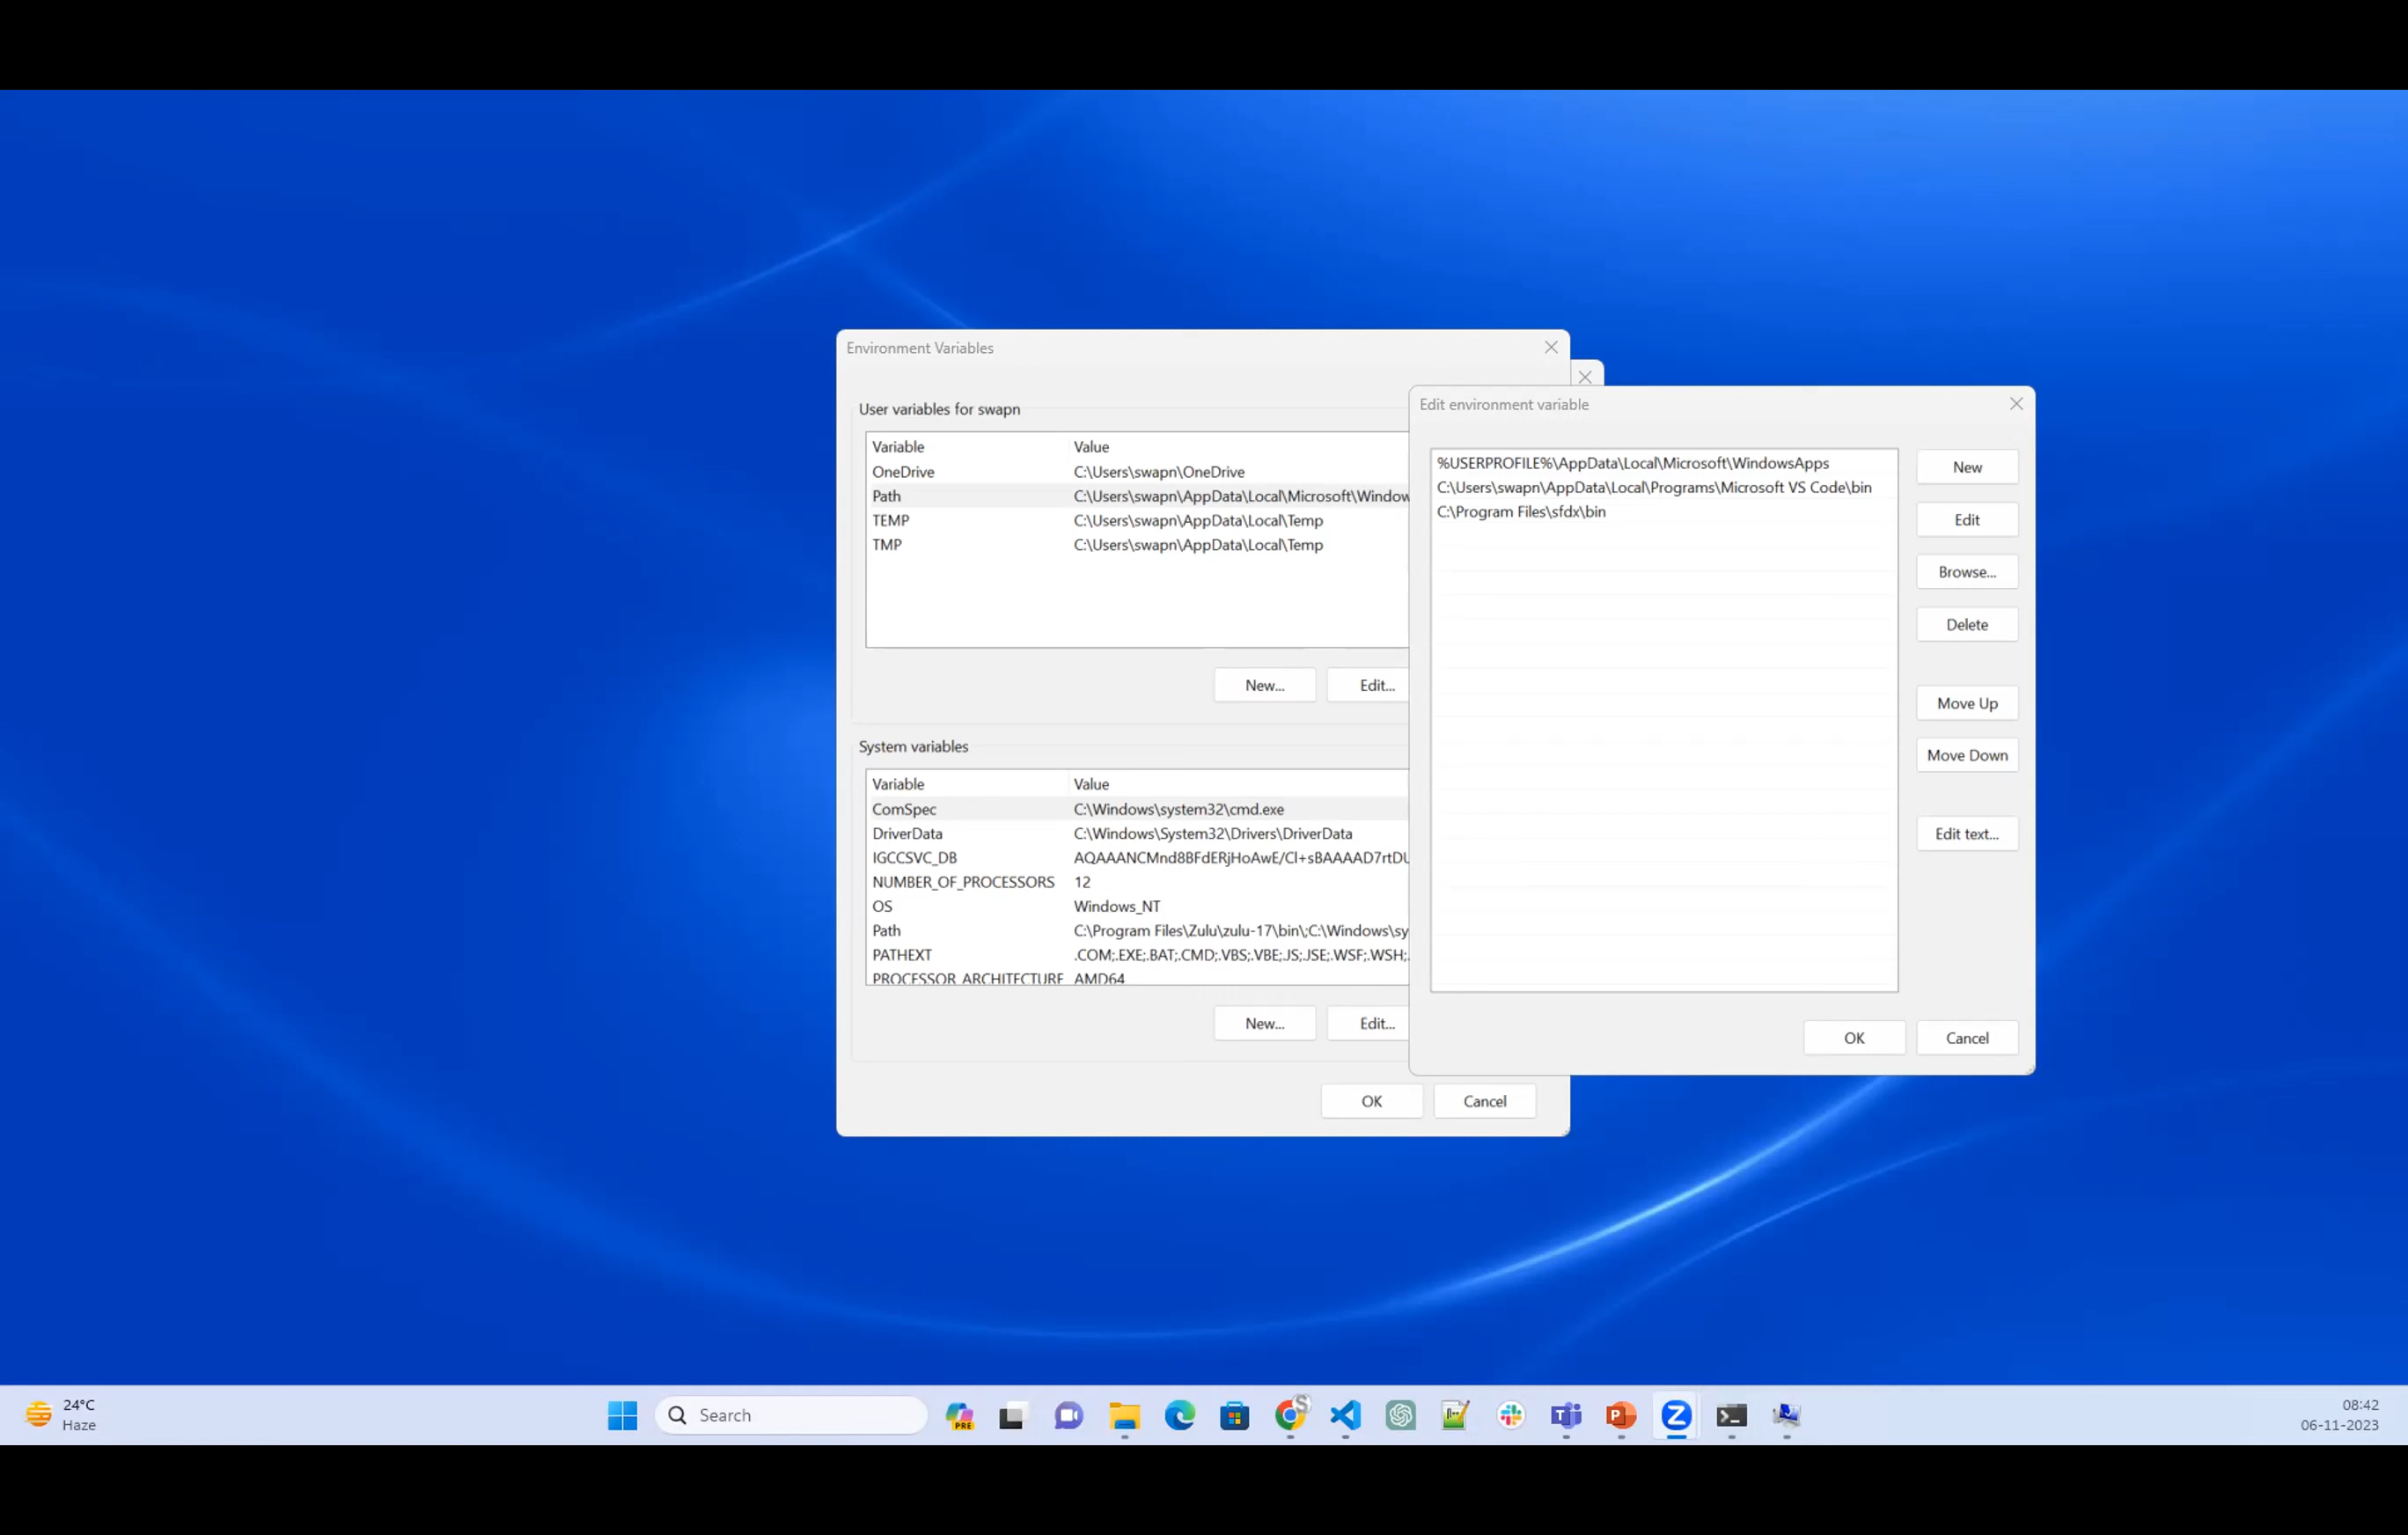 Environment Variables
User variables for swapn
Variable Value
OneDrive C:\Users\swapn\OneDrive
Path C:\Users\swapn\AppData\Local\Microsoft\Window
TEMP C:\Users\swapn\AppData\Local\Temp
TMP C:\Users\swapn\AppData\Local\Temp
New... Edit...
System variables
Variable Value
ComSpec C:\Windows\system32\cmd.exe
DriverData C:\Windows\System32\Drivers\DriverData
IGCCSVC_DB AQAAANCMnd8BFdERjHoAwE/Cl+sBAAAAD7rtDU
NUMBER_OF_PROCESSORS 12
OS Windows_NT
Path C:\Program Files\Zulu\zulu-17\bin\;C:\Windows\sy
PATHEXT .COM;.EXE;.BAT;.CMD;.VBS;.VBE;.JS;.JSE;.WSF;.WSH;.
PROCESSOR_ARCHITECTURE AMD64
New... Edit...
OK Cancel
Edit environment variable
%USERPROFILE%\AppData\Local\Microsoft\WindowsApps
C:\Users\swapn\AppData\Local\Programs\Microsoft VS Code\bin
C:\Program Files\sfdx\bin
New
Edit
Browse...
Delete
Move Up
Move Down
Edit text...
OK Cancel
24°C
Haze
Search
PRE
08:42
06-11-2023